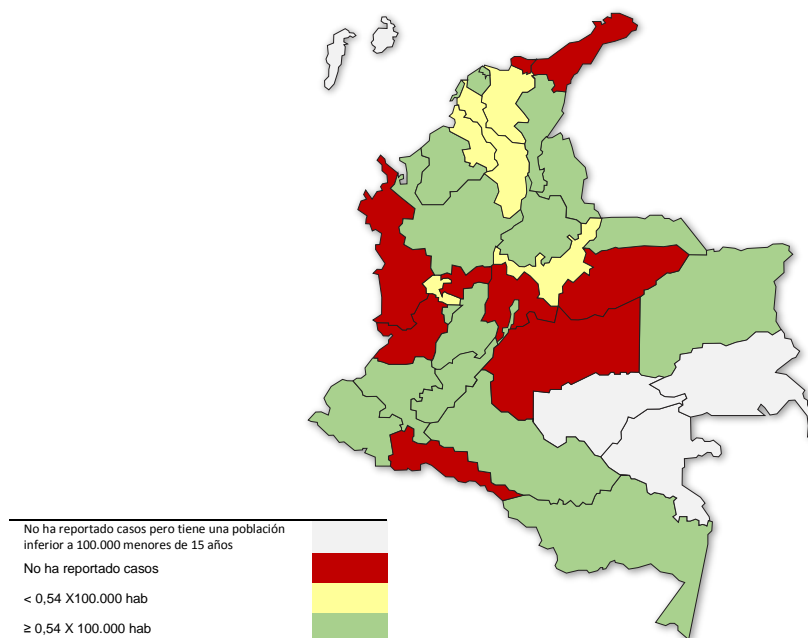 No ha reportado casos pero tiene una población
inferior a 100.000 menores de 15 años
No ha reportado casos
< 0,54 X100.000 hab
≥ 0,54 X 100.000 hab